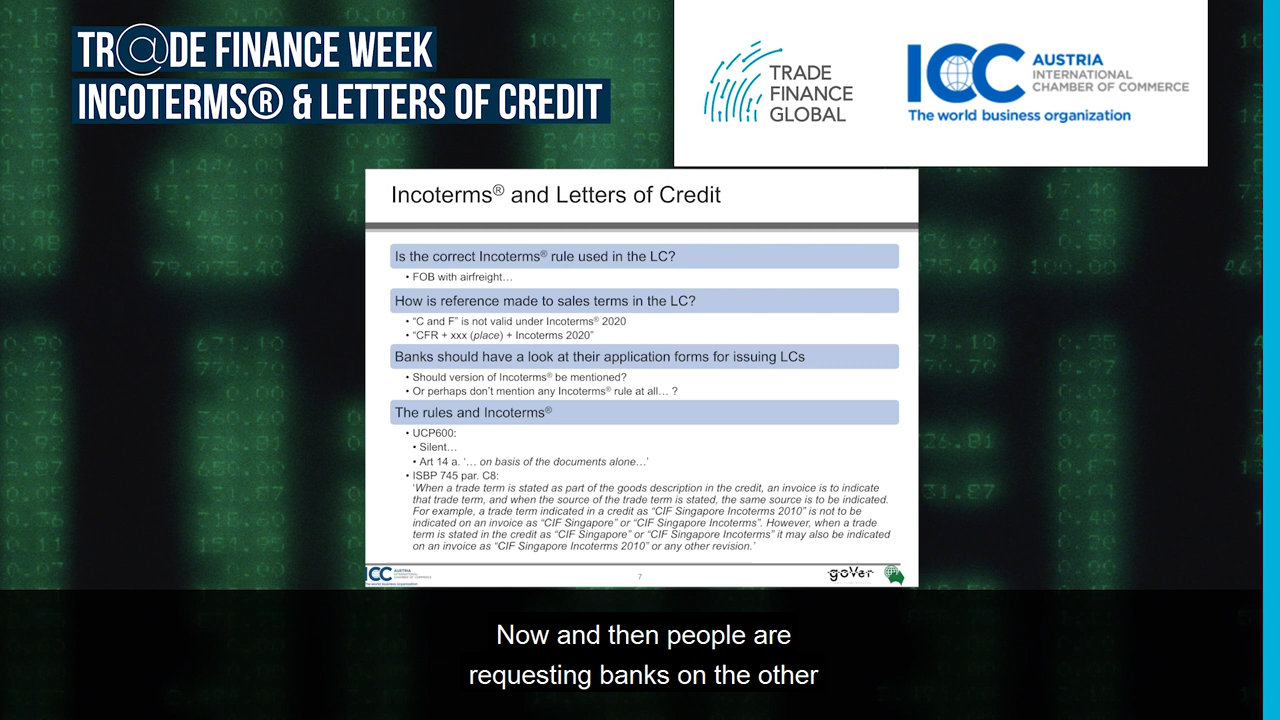 TR@DE FINANCE WEEK
INCOTERMS® & LETTERS OF CREDIT
TRADE
FINANCE
GLOBAL
ICC AUSTRIA
INTERNATIONAL
CHAMBER OF COMMERCE
The world business organization
Incoterms® and Letters of Credit
Is the correct Incoterms® rule used in the LC?
• FOB with airfreight…
How is reference made to sales terms in the LC?
• “C and F” is not valid under Incoterms® 2020
• “CFR + xxx (place) + Incoterms 2020”
Banks should have a look at their application forms for issuing LCs
• Should version of Incoterms® be mentioned?
• Or perhaps don’t mention any Incoterms® rule at all… ?
The rules and Incoterms®
• UCP600:
• Silent…
• Art 14 a. ‘… on basis of the documents alone…’
• ISBP 745 par. C8:
‘When a trade term is stated as part of the goods description in the credit, an invoice is to indicate
that trade term, and when the source of the trade term is stated, the same source is to be indicated.
For example, a trade term indicated in a credit as “CIF Singapore Incoterms 2010” is not to be
indicated on an invoice as “CIF Singapore” or “CIF Singapore Incoterms”. However, when a trade
term is stated in the credit as “CIF Singapore” or “CIF Singapore Incoterms” it may also be indicated
on an invoice as “CIF Singapore Incoterms 2010” or any other revision.’
ICC AUSTRIA
INTERNATIONAL
CHAMBER OF COMMERCE
The world business organization
7
goVer
Now and then people are
requesting banks on the other